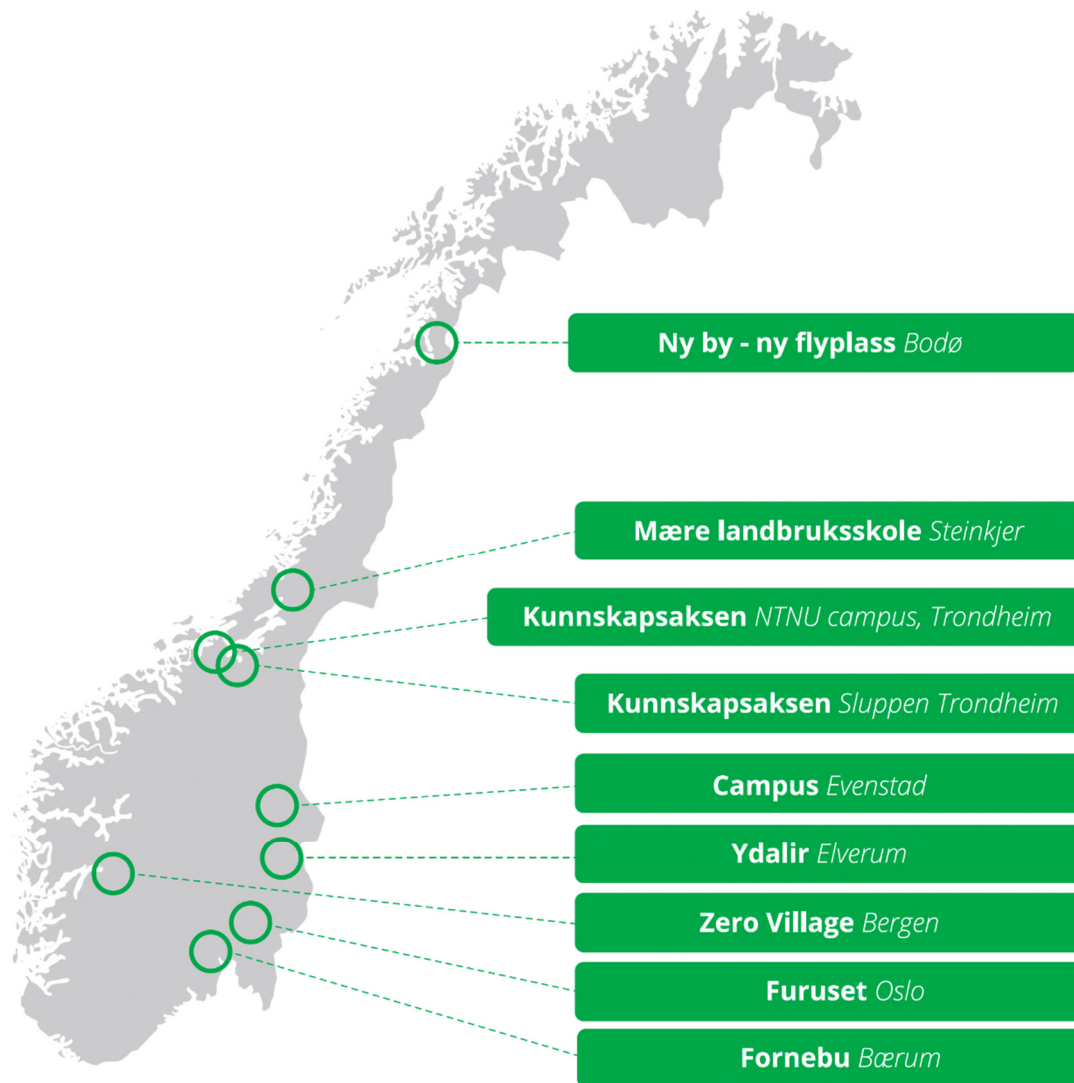 Ny by - ny flyplass Bodø
Mære landbruksskole Steinkjer
Kunnskapsaksen NTNU campus, Trondheim
Kunnskapsaksen Sluppen Trondheim
Campus Evenstad
Ydalir Elverum
Zero Village Bergen
Furuset Oslo
Fornebu Bærum